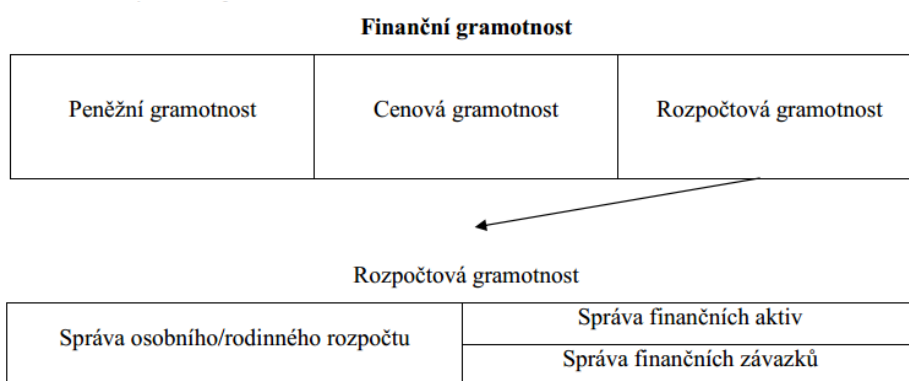 Finanční gramotnost
Peněžní gramotnost
Cenová gramotnost
Rozpočtová gramotnost
Rozpočtová gramotnost
Správa osobního/rodinného rozpočtu
Správa finančních aktiv
Správa finančních závazků